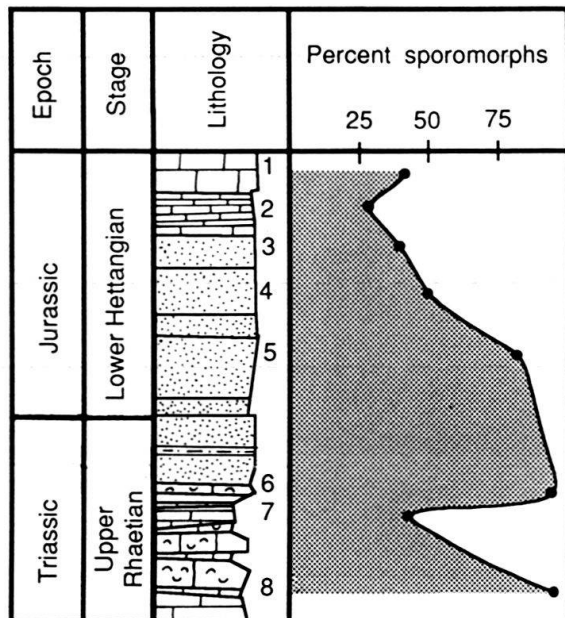 Epoch
Stage
Lithology
Percent sporomorphs
25 50 75
Jurassic
Lower Hettangian
1
2
3
4
5
Triassic
Upper
Rhaetian
6
7
8